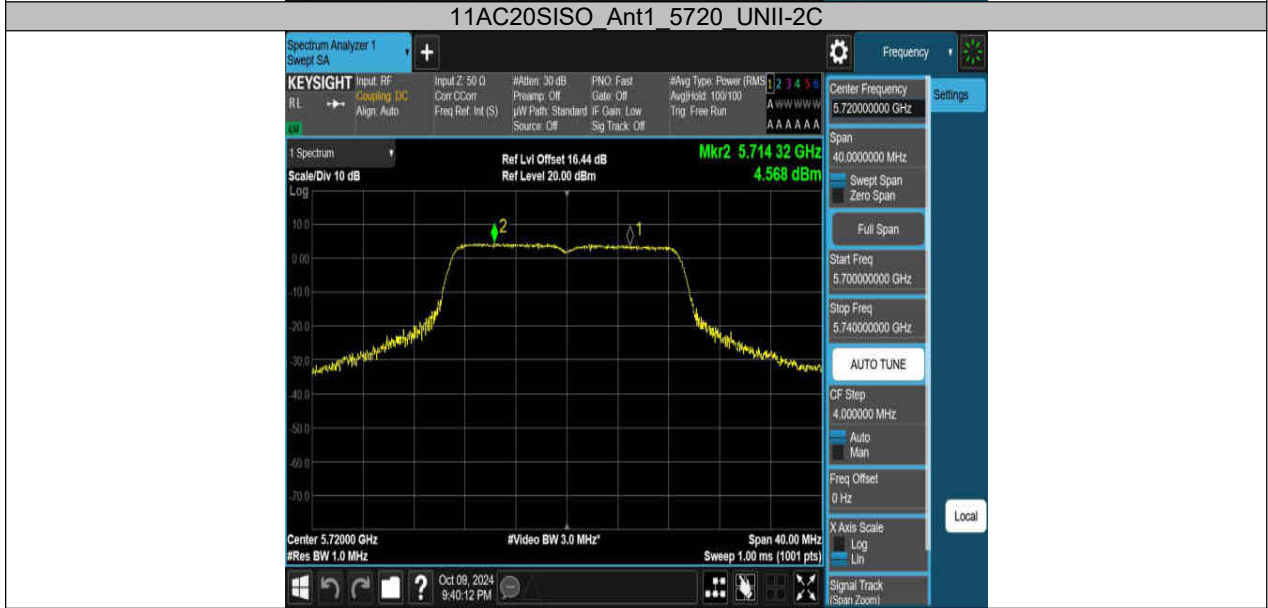 11AC20SISO_Ant1_5720_UNII-2C
Spectrum Analyzer 1
Swept SA
+
Frequency
KEYSIGHT
RL
LW
Input: RF
Coupling: DC
Align: Auto
Input Z: 50 Ω
Corr CCorr
Freq Ref: Int (S)
#Atten: 30 dB
Preamp: Off
µW Path: Standard
Source: Off
PNO: Fast
Gate: Off
IF Gain: Low
Sig Track: Off
#Avg Type: Power (RMS
Avg|Hold: 100/100
Trig: Free Run
1 2 3 4 5 6
A W W W W W
A A A A A A
Center Frequency
5.720000000 GHz
Settings
Span
40.0000000 MHz
Swept Span
Zero Span
Full Span
Start Freq
5.700000000 GHz
Stop Freq
5.740000000 GHz
AUTO TUNE
CF Step
4.000000 MHz
Auto
Man
Freq Offset
0 Hz
X Axis Scale
Log
Lin
Local
Signal Track
(Span Zoom)
1 Spectrum
Scale/Div 10 dB
Log
Ref Lvl Offset 16.44 dB
Ref Level 20.00 dBm
Mkr2 5.714 32 GHz
4.568 dBm
10.0
0.00
-10.0
-20.0
-30.0
-40.0
-50.0
-60.0
-70.0
2
1
Center 5.72000 GHz
#Res BW 1.0 MHz
#Video BW 3.0 MHz*
Span 40.00 MHz
Sweep 1.00 ms (1001 pts)
?
Oct 09, 2024
9:40:12 PM